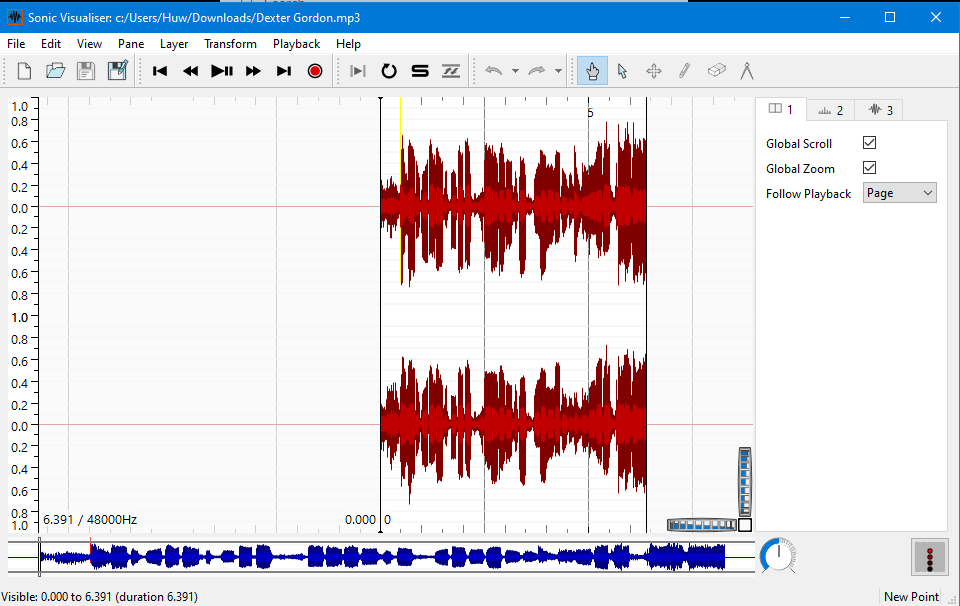 Sonic Visualiser: c:/Users/Huw/Downloads/Dexter Gordon.mp3
File Edit View Pane Layer Transform Playback Help
1 2 3
Global Scroll
Global Zoom
Follow Playback Page
1.0
0.8
0.6
0.4
0.2
0.0
0.2
0.4
0.6
0.8
1.0
0.8
0.6
0.4
0.2
0.0
0.2
0.4
0.6
0.8
1.0
5
6.391 / 48000Hz 0.000 0
Visible: 0.000 to 6.391 (duration 6.391) New Point